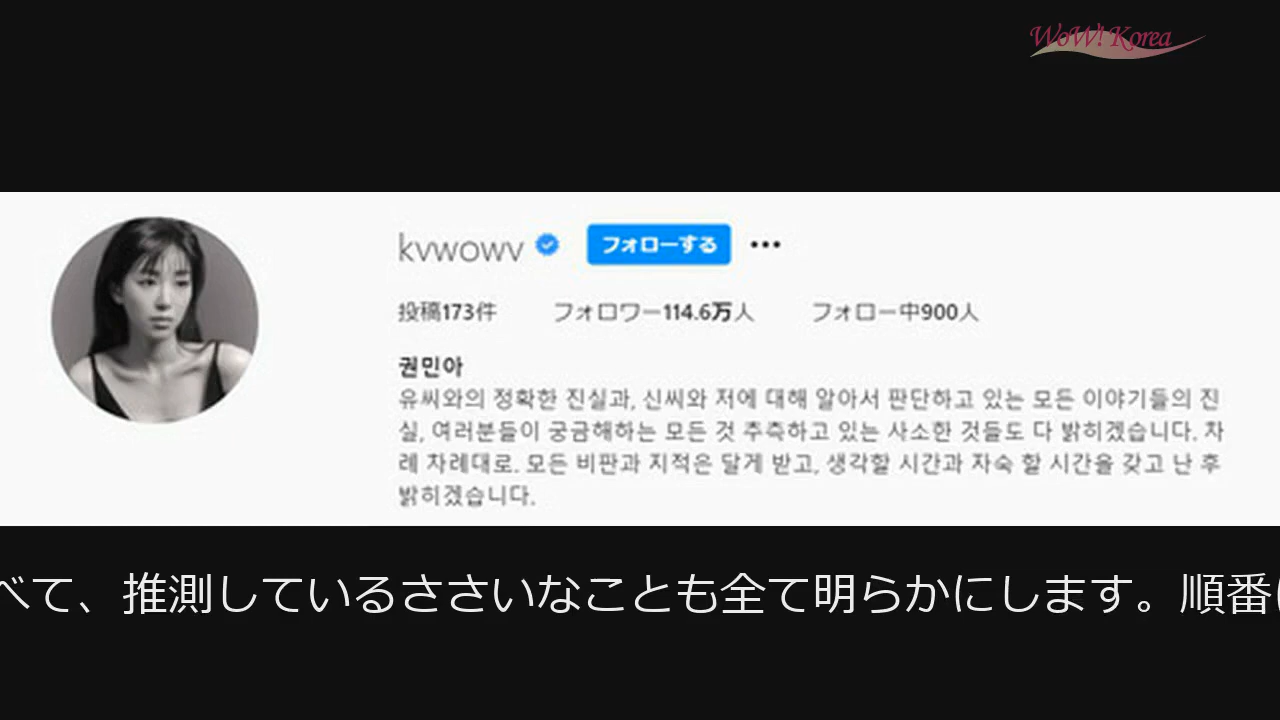 WoW! Korea
kvwowv
フォローする
投稿173件 フォロワー114.6万人 フォロー中900人
권민아
유씨와의 정확한 진실과, 신씨와 저에 대해 알아서 판단하고 있는 모든 이야기들의 진
실, 여러분들이 궁금해하는 모든 것 추측하고 있는 사소한 것들도 다 밝히겠습니다. 차
례 차례대로. 모든 비판과 지적은 달게 받고, 생각할 시간과 자숙 할 시간을 갖고 난 후
밝히겠습니다.
べて、推測しているささいなことも全て明らかにします。順番に